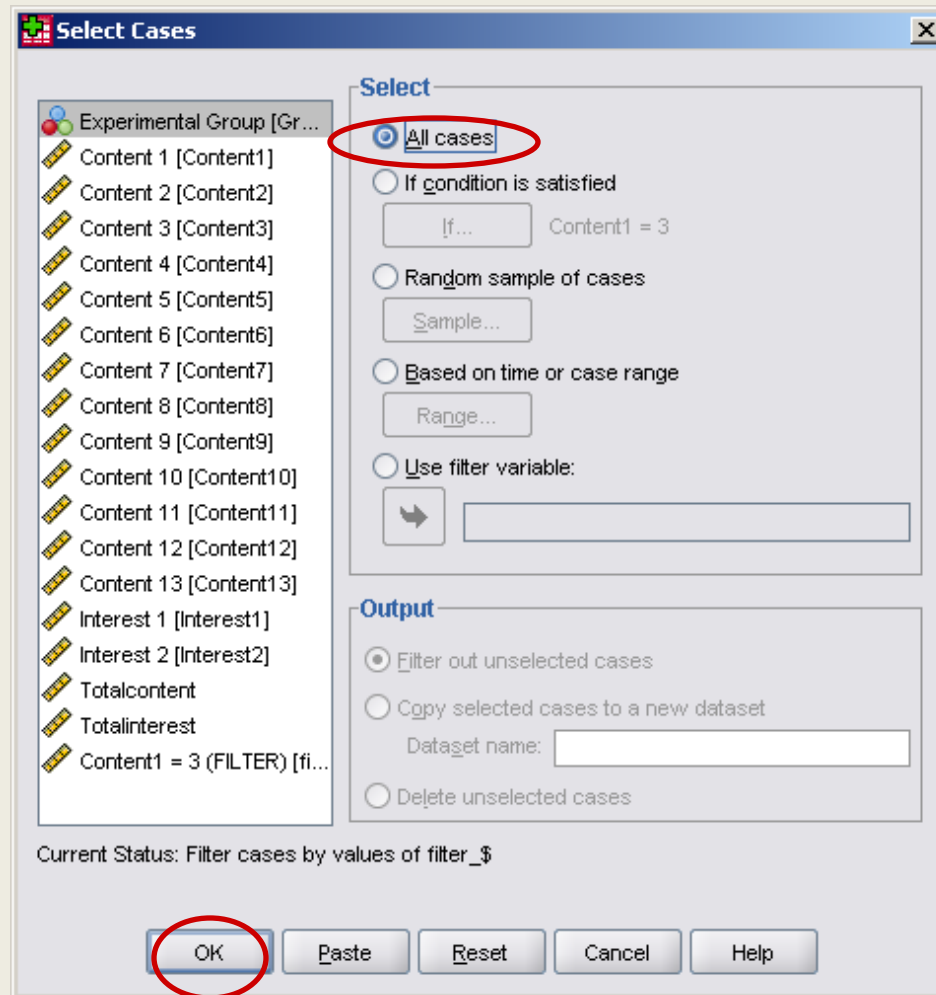 Select Cases
Experimental Group [Gr...
Content 1 [Content1]
Content 2 [Content2]
Content 3 [Content3]
Content 4 [Content4]
Content 5 [Content5]
Content 6 [Content6]
Content 7 [Content7]
Content 8 [Content8]
Content 9 [Content9]
Content 10 [Content10]
Content 11 [Content11]
Content 12 [Content12]
Content 13 [Content13]
Interest 1 [Interest1]
Interest 2 [Interest2]
Totalcontent
Totalinterest
Content1 = 3 (FILTER) [fi...
Select
All cases
If condition is satisfied
If... Content1 = 3
Random sample of cases
Sample...
Based on time or case range
Range...
Use filter variable:
Output
Filter out unselected cases
Copy selected cases to a new dataset
Dataset name:
Delete unselected cases
Current Status: Filter cases by values of filter_$
OK Paste Reset Cancel Help